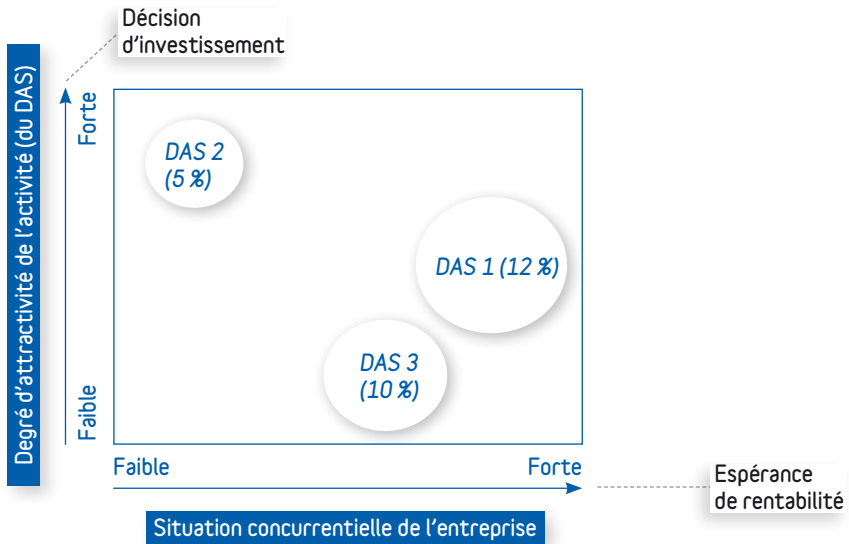 Décision
d’investissement
Degré d’attractivité de l’activité (du DAS)
Forte
Faible
DAS 2
(5 %)
DAS 1 (12 %)
DAS 3
(10 %)
Faible
Forte
Espérance
de rentabilité
Situation concurrentielle de l’entreprise